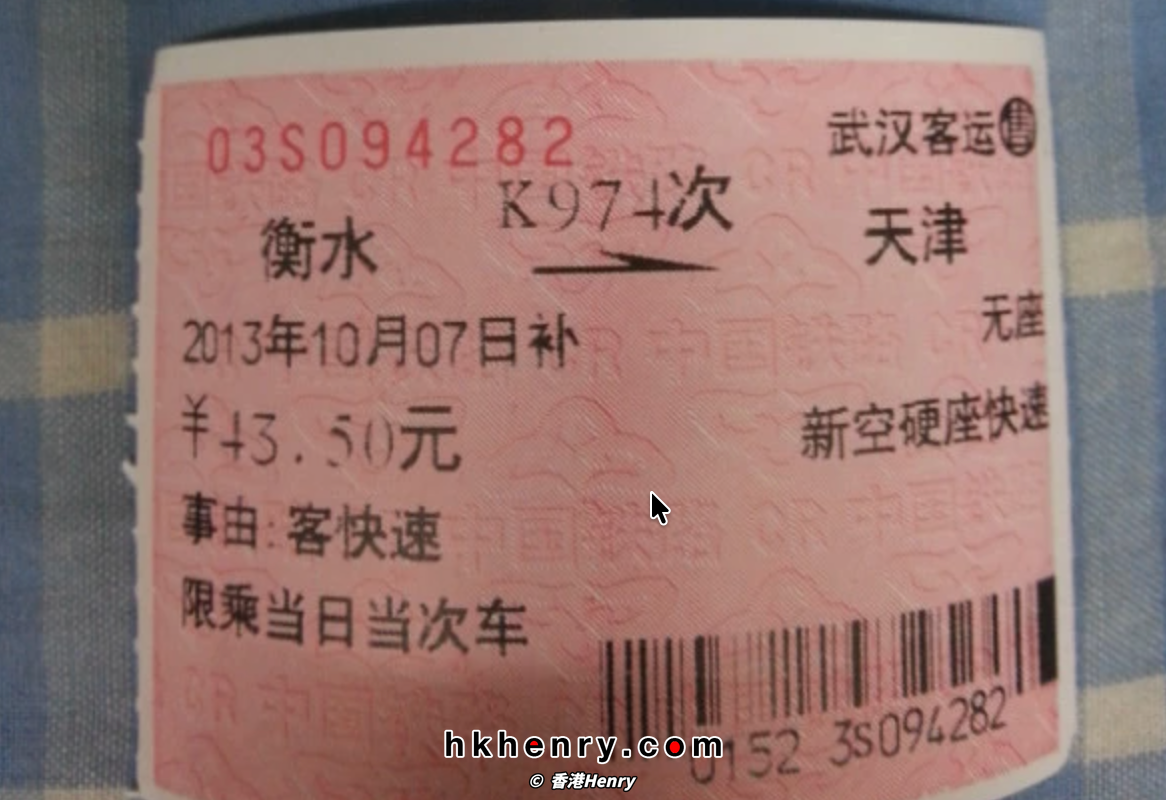 03S094282
武汉客运售
K974次
衡水
天津
2013年10月07日补
无座
¥43.50元
新空硬座快速
事由:客快速
限乘当日当次车
0152 3S094282
hkhenry.com
© 香港Henry